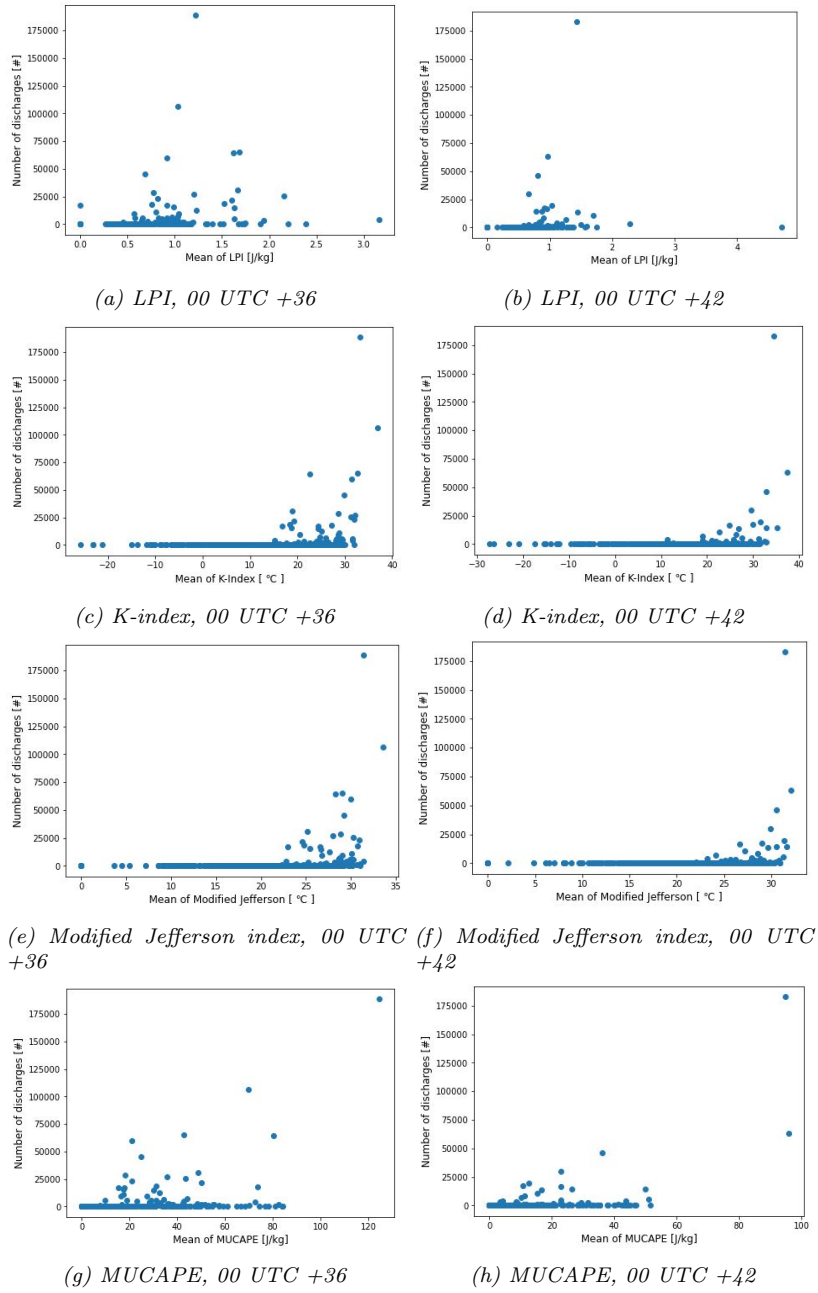 175000
150000
125000
100000
75000
50000
25000
0
Number of discharges [#]
0.0 0.5 1.0 1.5 2.0 2.5 3.0
Mean of LPI [J/kg]
(a) LPI, 00 UTC +36
175000
150000
125000
100000
75000
50000
25000
0
Number of discharges [#]
0 1 2 3 4
Mean of LPI [J/kg]
(b) LPI, 00 UTC +42
175000
150000
125000
100000
75000
50000
25000
0
Number of discharges [#]
−20 −10 0 10 20 30 40
Mean of K-Index [ °C ]
(c) K-index, 00 UTC +36
175000
150000
125000
100000
75000
50000
25000
0
Number of discharges [#]
−30 −20 −10 0 10 20 30 40
Mean of K-Index [ °C ]
(d) K-index, 00 UTC +42
175000
150000
125000
100000
75000
50000
25000
0
Number of discharges [#]
0 5 10 15 20 25 30 35
Mean of Modified Jefferson [ °C ]
(e) Modified Jefferson index, 00 UTC
+36
175000
150000
125000
100000
75000
50000
25000
0
Number of discharges [#]
0 5 10 15 20 25 30
Mean of Modified Jefferson [ °C ]
(f) Modified Jefferson index, 00 UTC
+42
175000
150000
125000
100000
75000
50000
25000
0
Number of discharges [#]
0 20 40 60 80 100 120
Mean of MUCAPE [J/kg]
(g) MUCAPE, 00 UTC +36
175000
150000
125000
100000
75000
50000
25000
0
Number of discharges [#]
0 20 40 60 80 100
Mean of MUCAPE [J/kg]
(h) MUCAPE, 00 UTC +42